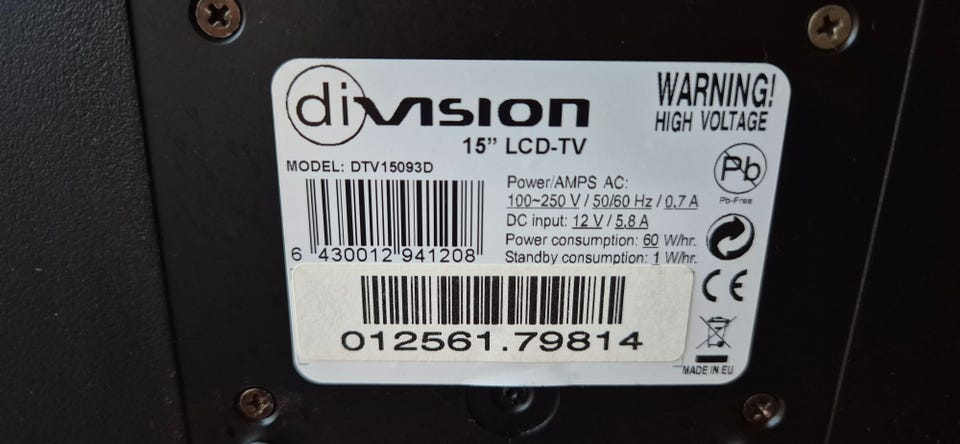 division
15” LCD-TV
MODEL: DTV15093D
6 430012 941208
Power/AMPS AC:
100~250 V / 50/60 Hz / 0,7 A
DC input: 12 V / 5.8 A
Power consumption: 60 W/hr.
Standby consumption: 1 W/hr.
012561.79814
WARNING!
HIGH VOLTAGE
Pb
Pb-Free
CE
MADE IN EU